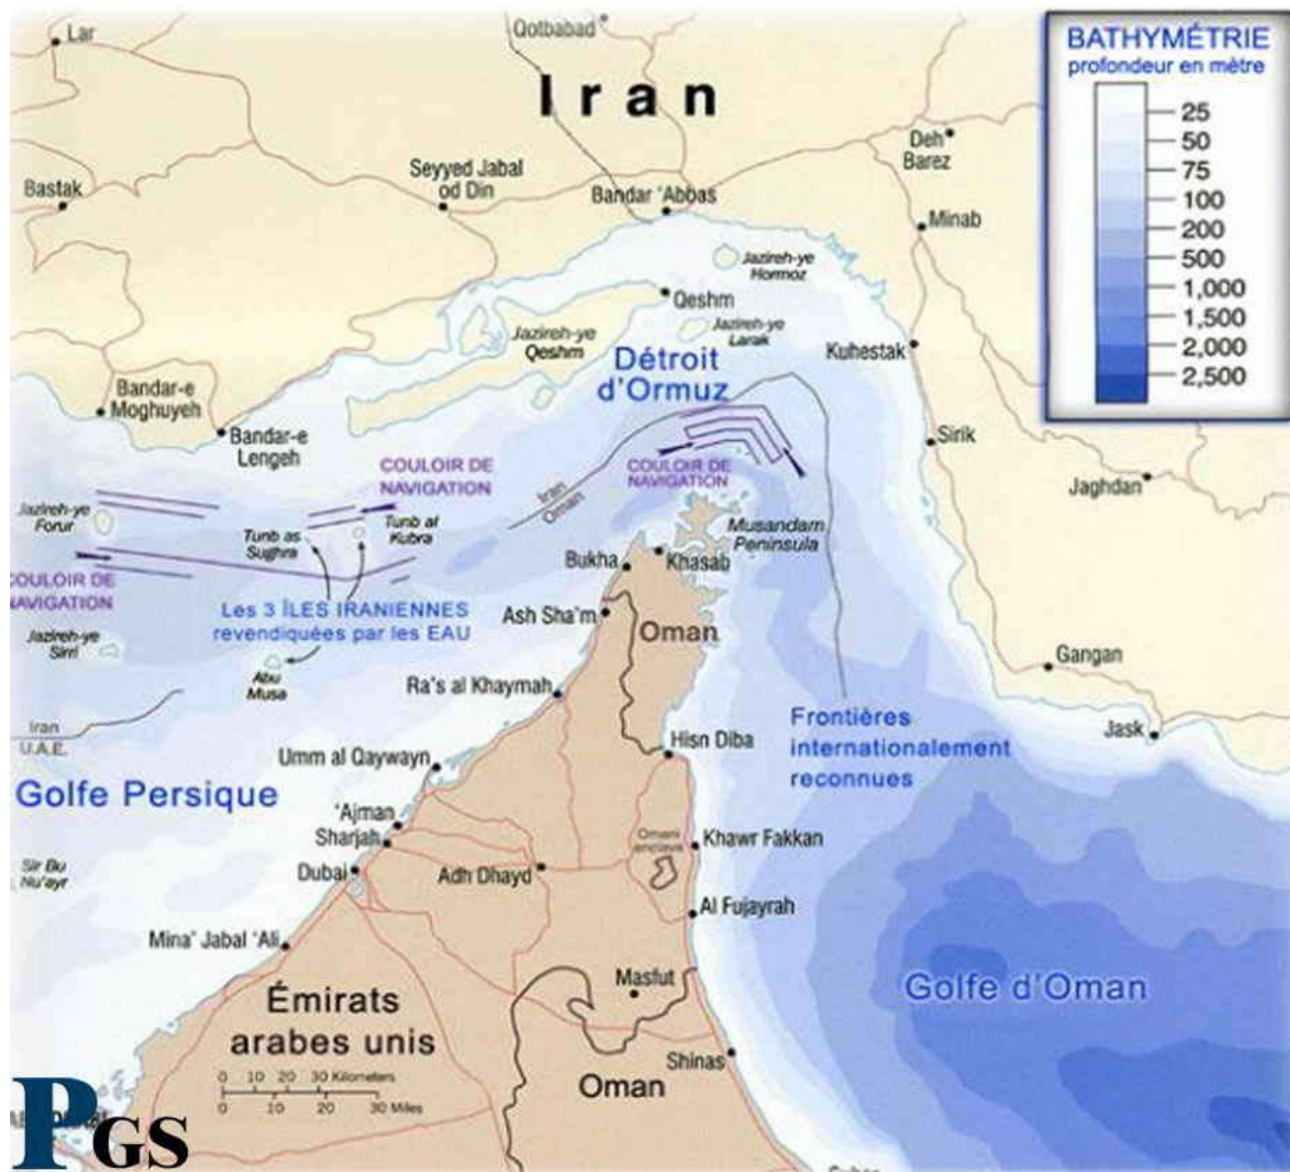 Lar
Qotbabad
Iran
BATHYMÉTRIE
profondeur en mètre
25
50
75
100
200
500
1,000
1,500
2,000
2,500
Deh
Barez
Seyyed Jabal
od Din
Bastak
Bandar 'Abbas
Minab
Jazireh-ye
Hormoz
Qeshm
Jazireh-ye
Qeshm
Jazireh-ye
Larak
Kuhestak
Détroit
d'Ormuz
Bandar-e
Moghuyeh
Bandar-e
Lengeh
Sirik
COULOIR DE
NAVIGATION
COULOIR DE
NAVIGATION
Jaghdan
Iran
Oman
Jazireh-ye
Forur
Tunb as
Sughra
Tunb al
Kubra
Musandam
Peninsula
Bukha
Khasab
COULOIR DE
NAVIGATION
Les 3 ÎLES IRANIENNES
revendiquées par les EAU
Ash Sha'm
Oman
Jazireh-ye
Sirri
Abu
Musa
Gangan
Ra's al Khaymah
Iran
U.A.E.
Frontières
internationalement
reconnues
Jask
Hisn Diba
Umm al Qaywayn
Golfe Persique
'Ajman
Sharjah
Omani
enclave
Khawr Fakkan
Sir Bu
Nu'ayr
Dubai
Adh Dhayd
Al Fujayrah
Mina' Jabal 'Ali
Masfut
Golfe d'Oman
Émirats
arabes unis
Shinas
Oman
0 10 20 30 Kilometers
0 10 20 30 Miles
PGS